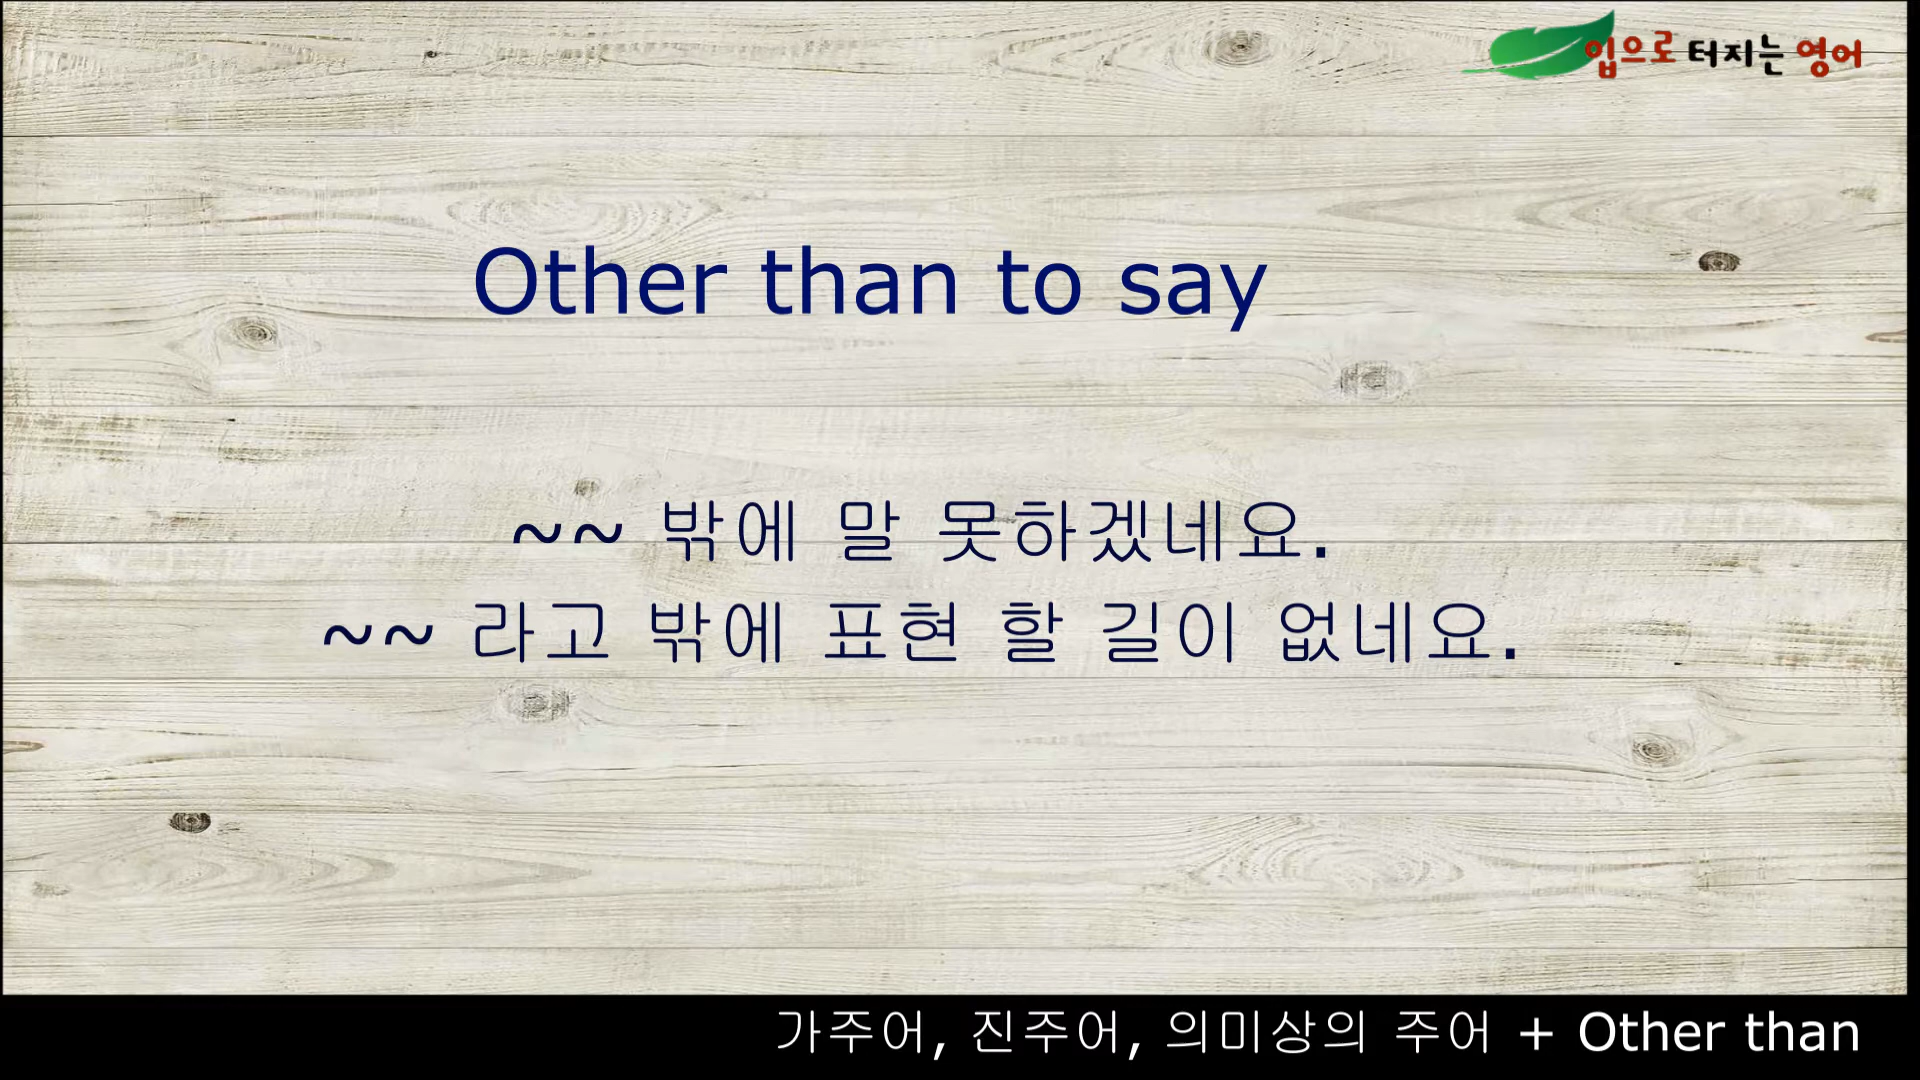 입으로 터지는 영어
Other than to say
~~ 밖에 말 못하겠네요.
~~ 라고 밖에 표현 할 길이 없네요.
가주어, 진주어, 의미상의 주어 + Other than